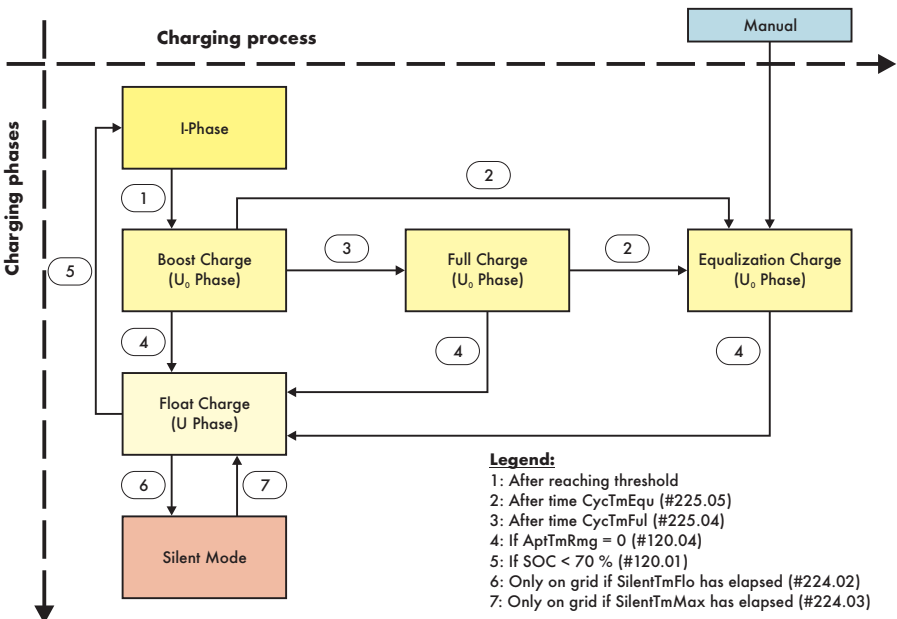 Manual
Charging process
Charging phases
I-Phase
1
2
5
Boost Charge
(U₀ Phase)
3
Full Charge
(U₀ Phase)
2
Equalization Charge
(U₀ Phase)
4
4
4
Float Charge
(U Phase)
6
7
Silent Mode
Legend:
1: After reaching threshold
2: After time CycTmEqu (#225.05)
3: After time CycTmFul (#225.04)
4: If AptTmRmg = 0 (#120.04)
5: If SOC < 70 % (#120.01)
6: Only on grid if SilentTmFlo has elapsed (#224.02)
7: Only on grid if SilentTmMax has elapsed (#224.03)